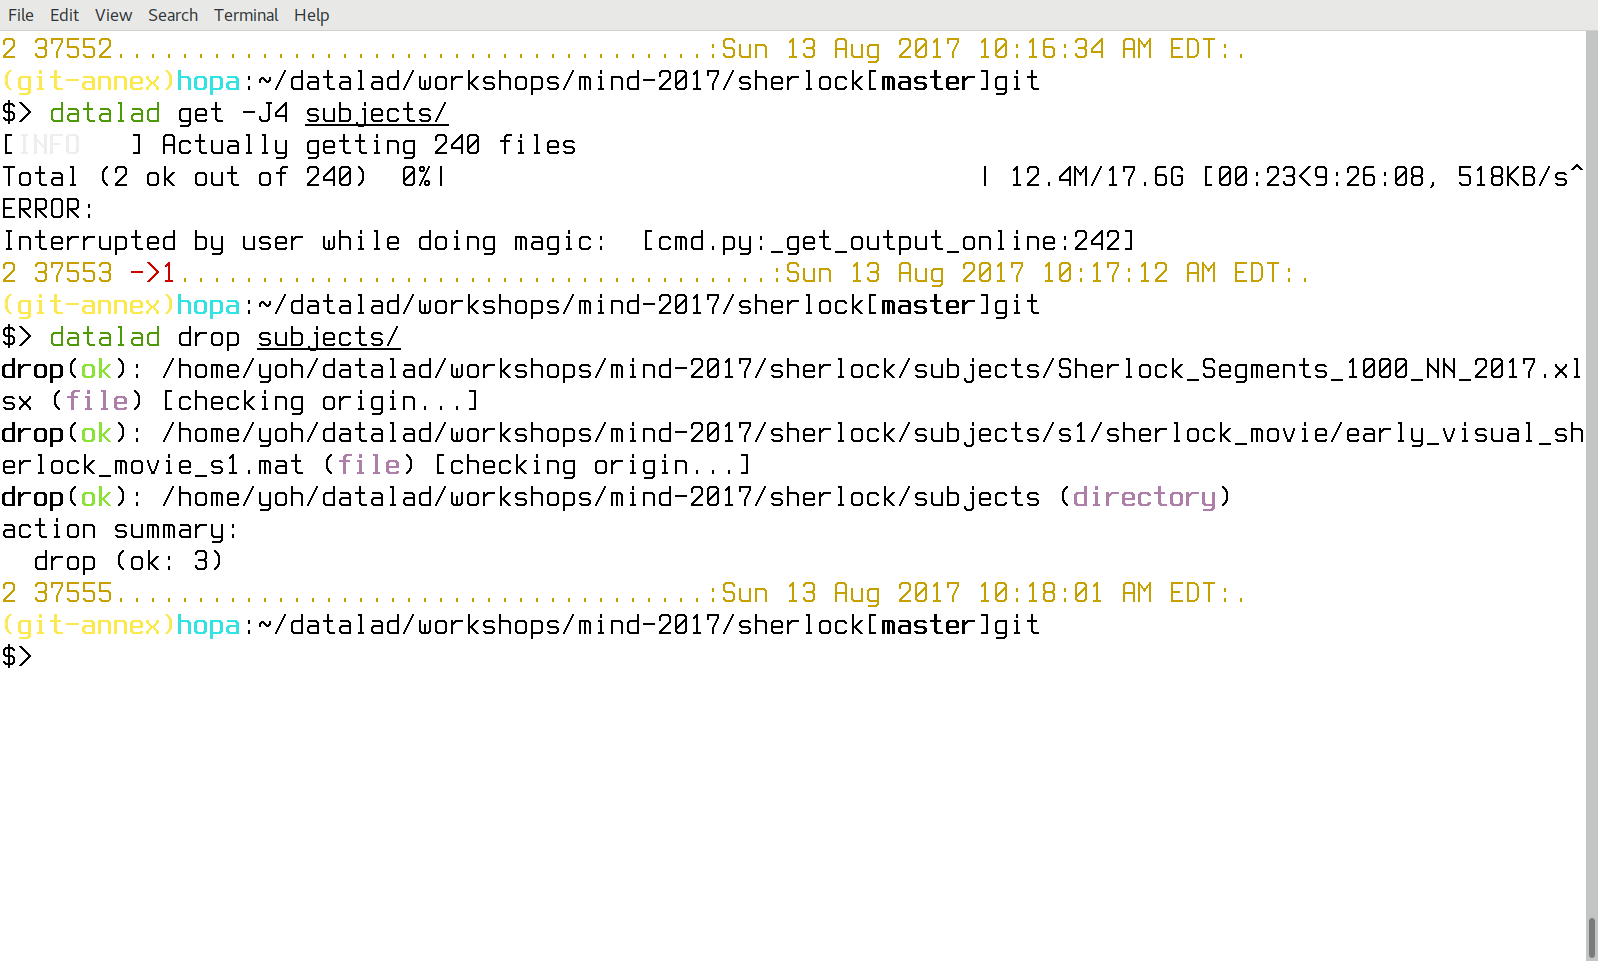 File Edit View Search Terminal Help
2 37552.....................................:Sun 13 Aug 2017 10:16:34 AM EDT:.
(git-annex)hopa:~/datalad/workshops/mind-2017/sherlock[master]git
$> datalad get -J4 subjects/
[INFO   ] Actually getting 240 files
Total (2 ok out of 240)  0%|                                  | 12.4M/17.6G [00:23<9:26:08, 518KB/s^
ERROR:
Interrupted by user while doing magic:  [cmd.py:_get_output_online:242]
2 37553 ->1.....................................:Sun 13 Aug 2017 10:17:12 AM EDT:.
(git-annex)hopa:~/datalad/workshops/mind-2017/sherlock[master]git
$> datalad drop subjects/
drop(ok): /home/yoh/datalad/workshops/mind-2017/sherlock/subjects/Sherlock_Segments_1000_NN_2017.xl
sx (file) [checking origin...]
drop(ok): /home/yoh/datalad/workshops/mind-2017/sherlock/subjects/s1/sherlock_movie/early_visual_sh
erlock_movie_s1.mat (file) [checking origin...]
drop(ok): /home/yoh/datalad/workshops/mind-2017/sherlock/subjects (directory)
action summary:
  drop (ok: 3)
2 37555.....................................:Sun 13 Aug 2017 10:18:01 AM EDT:.
(git-annex)hopa:~/datalad/workshops/mind-2017/sherlock[master]git
$>